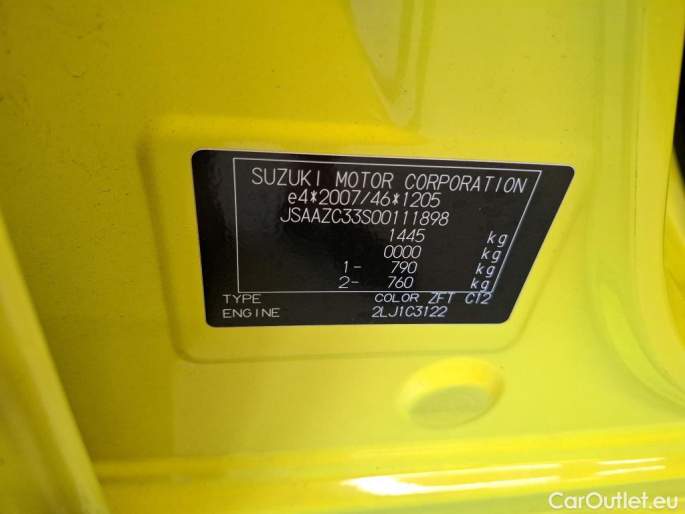 SUZUKI MOTOR CORPORATION
e4*2007/46*1205
JSAAZC33S00111898
1445 kg
0000 kg
1- 790 kg
2- 760 kg
TYPE COLOR ZFT CT2
ENGINE 2LJ1C3122
CarOutlet.eu